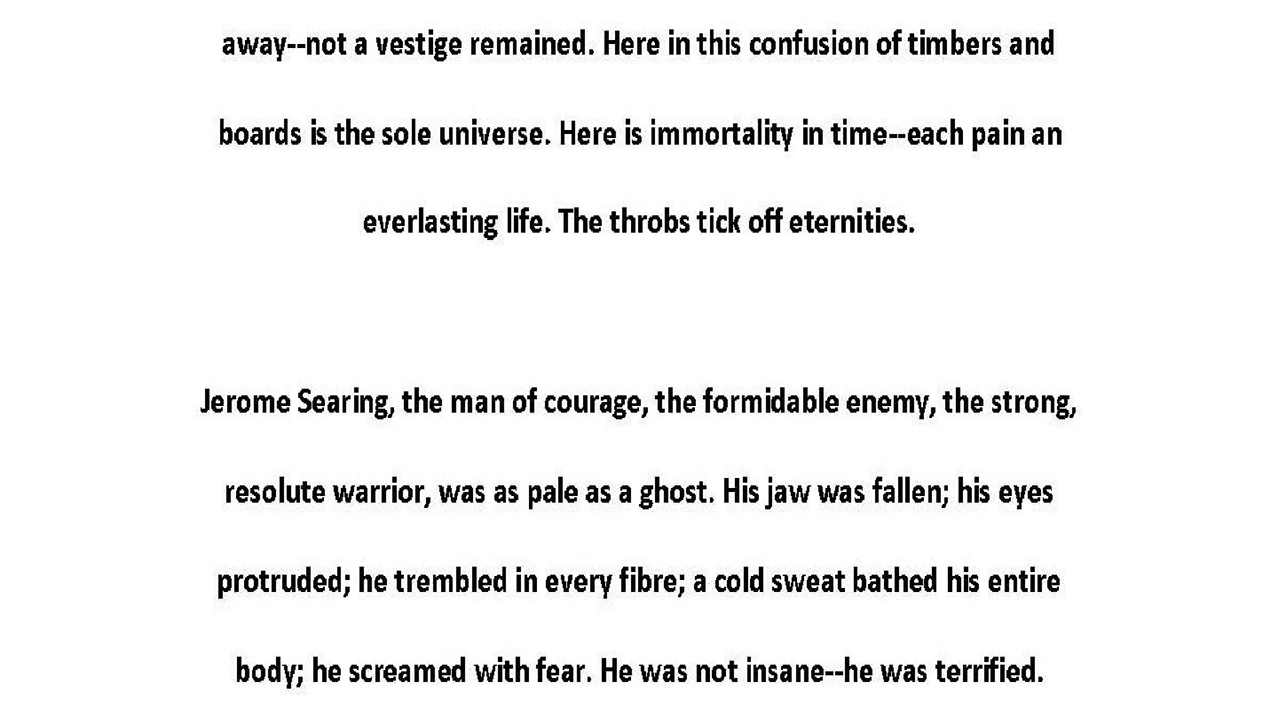 away--not a vestige remained. Here in this confusion of timbers and
boards is the sole universe. Here is immortality in time--each pain an
everlasting life. The throbs tick off eternities.
Jerome Searing, the man of courage, the formidable enemy, the strong,
resolute warrior, was as pale as a ghost. His jaw was fallen; his eyes
protruded; he trembled in every fibre; a cold sweat bathed his entire
body; he screamed with fear. He was not insane--he was terrified.